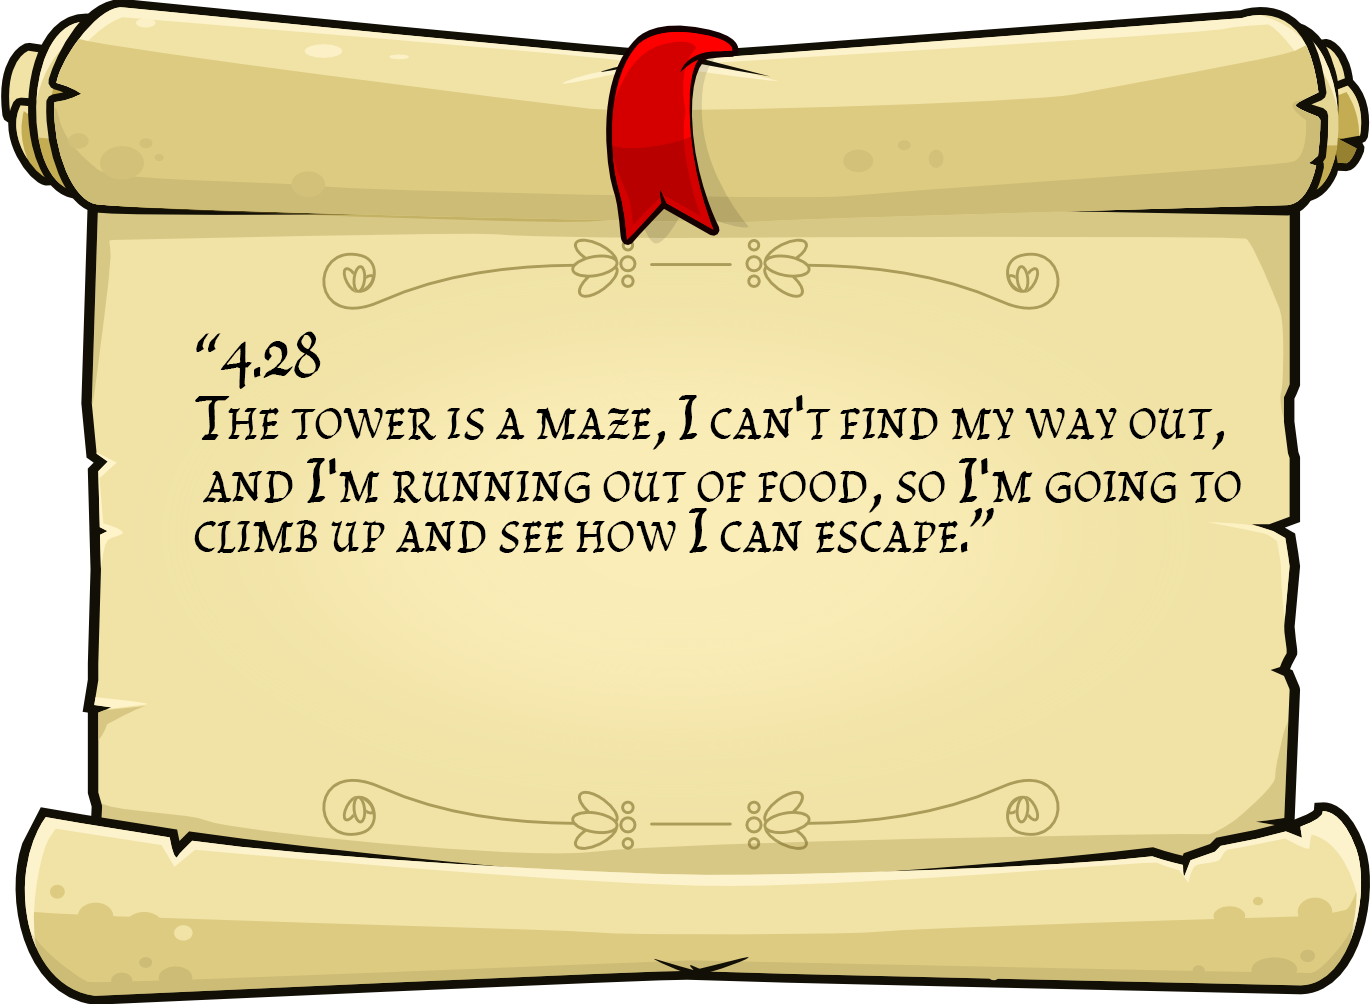 “4.28
The tower is a maze, I can't find my way out,
and I'm running out of food, so I'm going to
climb up and see how I can escape.”